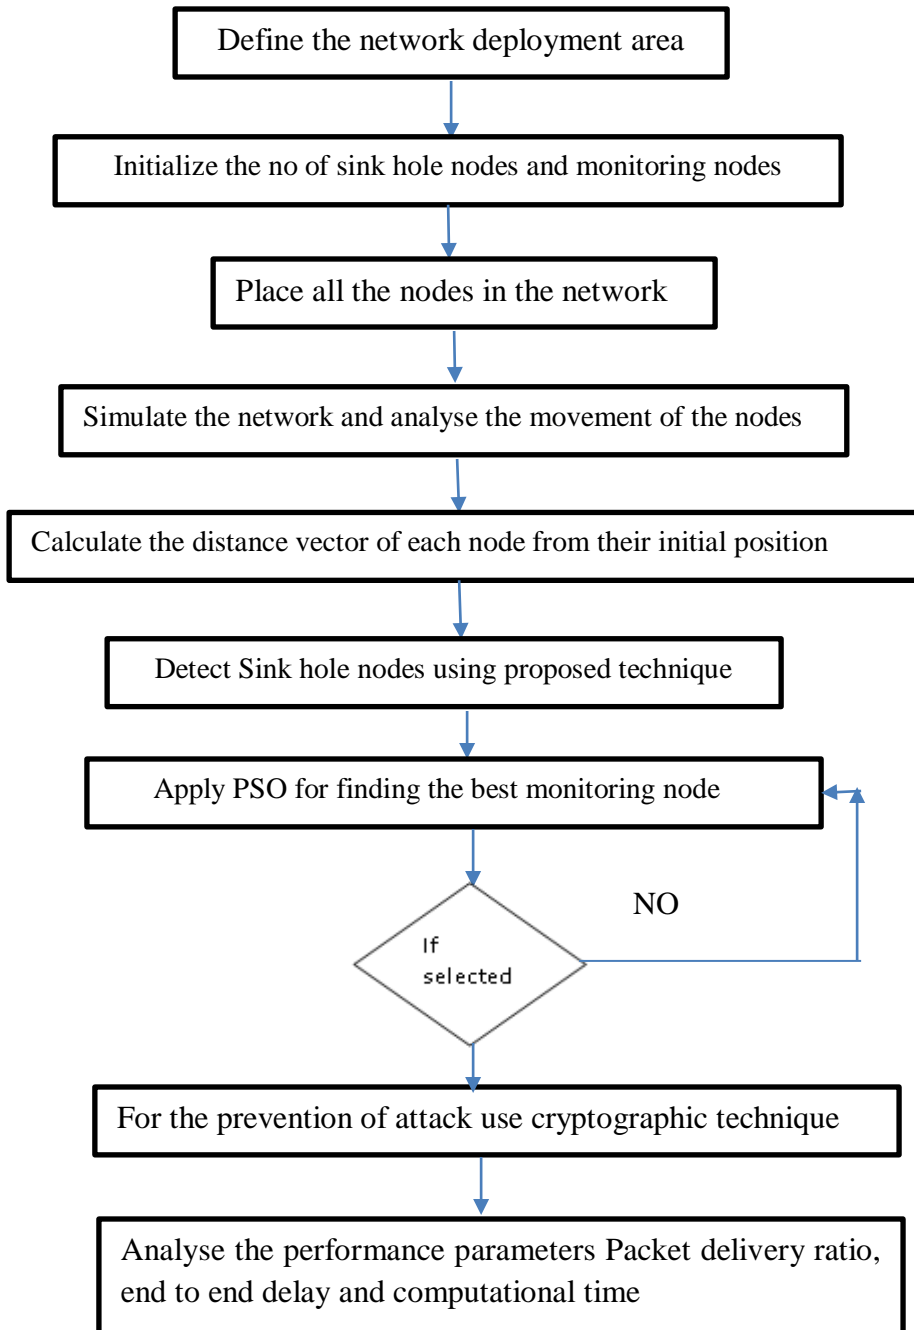 Define the network deployment area
Initialize the no of sink hole nodes and monitoring nodes
Place all the nodes in the network
Simulate the network and analyse the movement of the nodes
Calculate the distance vector of each node from their initial position
Detect Sink hole nodes using proposed technique
Apply PSO for finding the best monitoring node
NO
If
selected
For the prevention of attack use cryptographic technique
Analyse the performance parameters Packet delivery ratio,
end to end delay and computational time